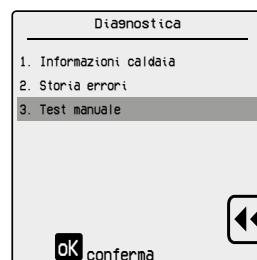 Diagnostica
1. Informazioni caldaia
2. Storia errori
3. Test manuale
OK conferma